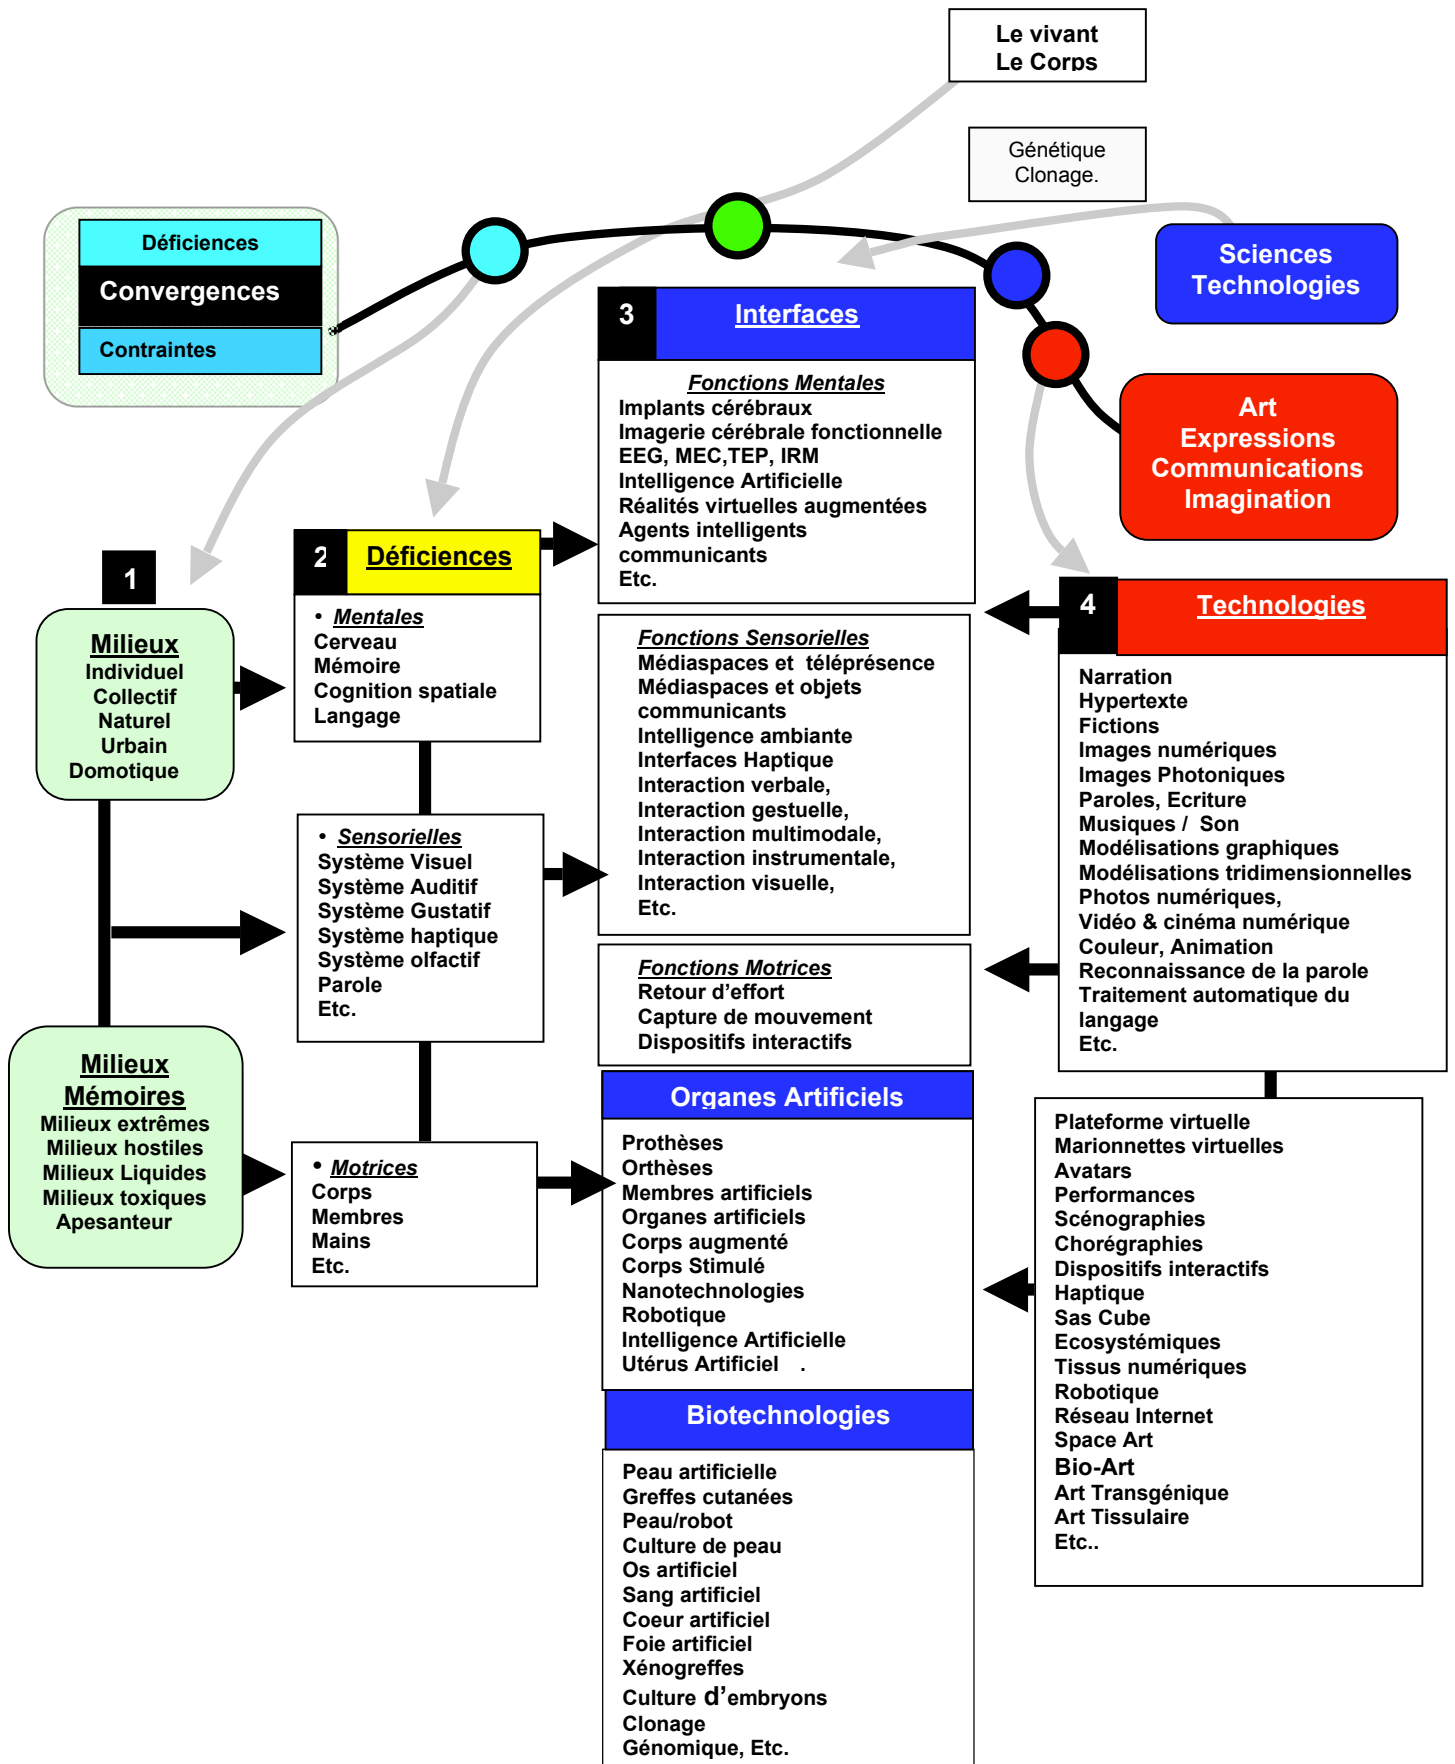 Le vivant
Le Corps
Génétique
Clonage.
Déficiences
Convergences
Contraintes
Sciences
Technologies
Art
Expressions
Communications
Imagination
1
Milieux
Individuel
Collectif
Naturel
Urbain
Domotique
Milieux
Mémoires
Milieux extrêmes
Milieux hostiles
Milieux Liquides
Milieux toxiques
Apesanteur
2
Déficiences
• Mentales
Cerveau
Mémoire
Cognition spatiale
Langage
• Sensorielles
Système Visuel
Système Auditif
Système Gustatif
Système haptique
Système olfactif
Parole
Etc.
• Motrices
Corps
Membres
Mains
Etc.
3
Interfaces
Fonctions Mentales
Implants cérébraux
Imagerie cérébrale fonctionnelle
EEG, MEC,TEP, IRM
Intelligence Artificielle
Réalités virtuelles augmentées
Agents intelligents
communicants
Etc.
Fonctions Sensorielles
Médiaspaces et téléprésence
Médiaspaces et objets
communicants
Intelligence ambiante
Interfaces Haptique
Interaction verbale,
Interaction gestuelle,
Interaction multimodale,
Interaction instrumentale,
Interaction visuelle,
Etc.
Fonctions Motrices
Retour d’effort
Capture de mouvement
Dispositifs interactifs
Organes Artificiels
Prothèses
Orthèses
Membres artificiels
Organes artificiels
Corps augmenté
Corps Stimulé
Nanotechnologies
Robotique
Intelligence Artificielle
Utérus Artificiel .
Biotechnologies
Peau artificielle
Greffes cutanées
Peau/robot
Culture de peau
Os artificiel
Sang artificiel
Coeur artificiel
Foie artificiel
Xénogreffes
Culture d’embryons
Clonage
Génomique, Etc.
4
Technologies
Narration
Hypertexte
Fictions
Images numériques
Images Photoniques
Paroles, Ecriture
Musiques / Son
Modélisations graphiques
Modélisations tridimensionnelles
Photos numériques,
Vidéo & cinéma numérique
Couleur, Animation
Reconnaissance de la parole
Traitement automatique du
langage
Etc.
Plateforme virtuelle
Marionnettes virtuelles
Avatars
Performances
Scénographies
Chorégraphies
Dispositifs interactifs
Haptique
Sas Cube
Ecosystémiques
Tissus numériques
Robotique
Réseau Internet
Space Art
Bio-Art
Art Transgénique
Art Tissulaire
Etc..